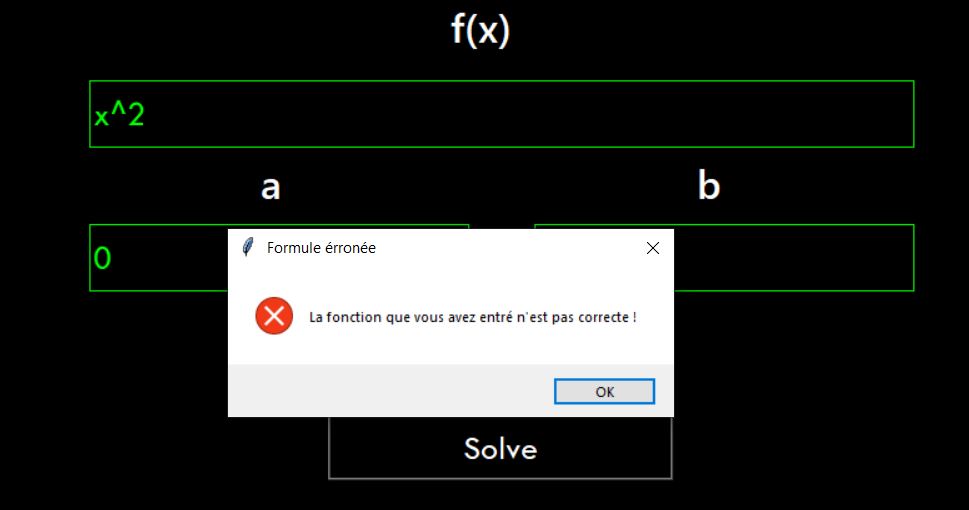 f(x)
x^2
a b
0
Formule érronée
La fonction que vous avez entré n'est pas correcte !
OK
Solve